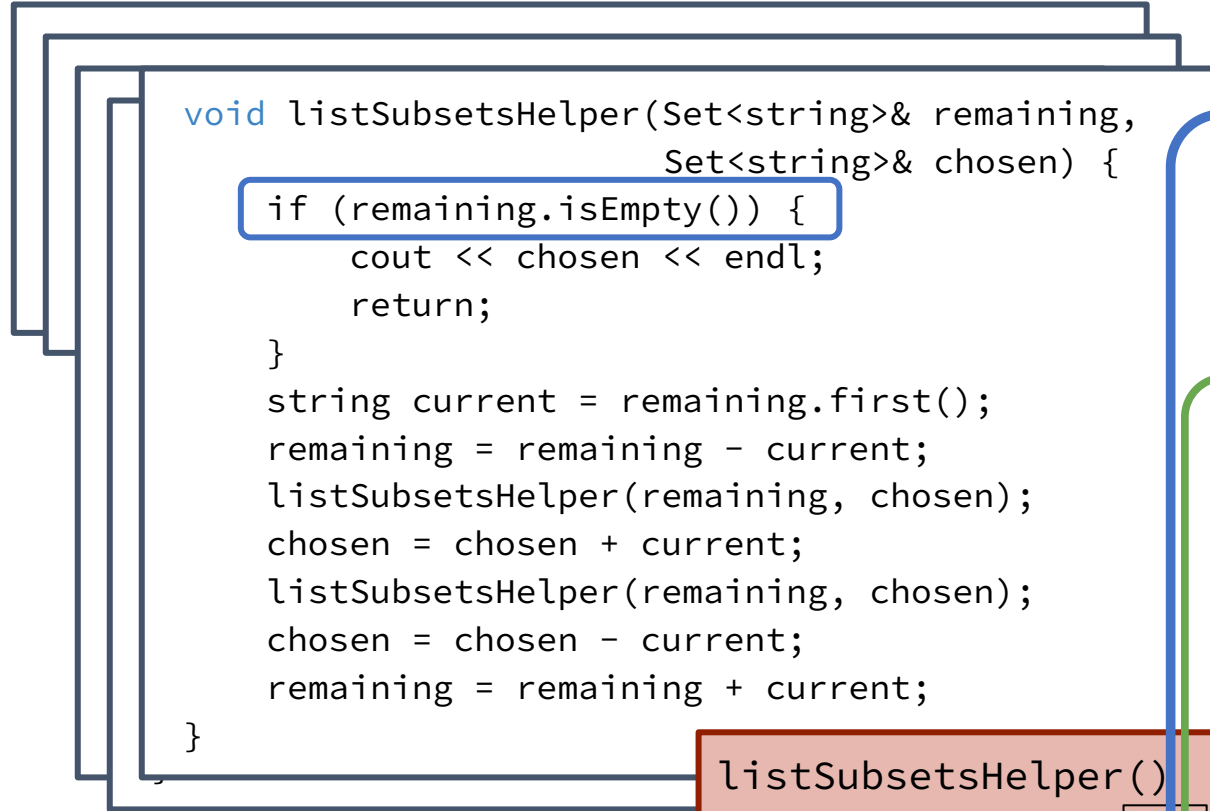 void listSubsetsHelper(Set<string>& remaining,
                       Set<string>& chosen) {
    if (remaining.isEmpty()) {
        cout << chosen << endl;
        return;
    }
    string current = remaining.first();
    remaining = remaining - current;
    listSubsetsHelper(remaining, chosen);
    chosen = chosen + current;
    listSubsetsHelper(remaining, chosen);
    chosen = chosen - current;
    remaining = remaining + current;
}
listSubsetsHelper()